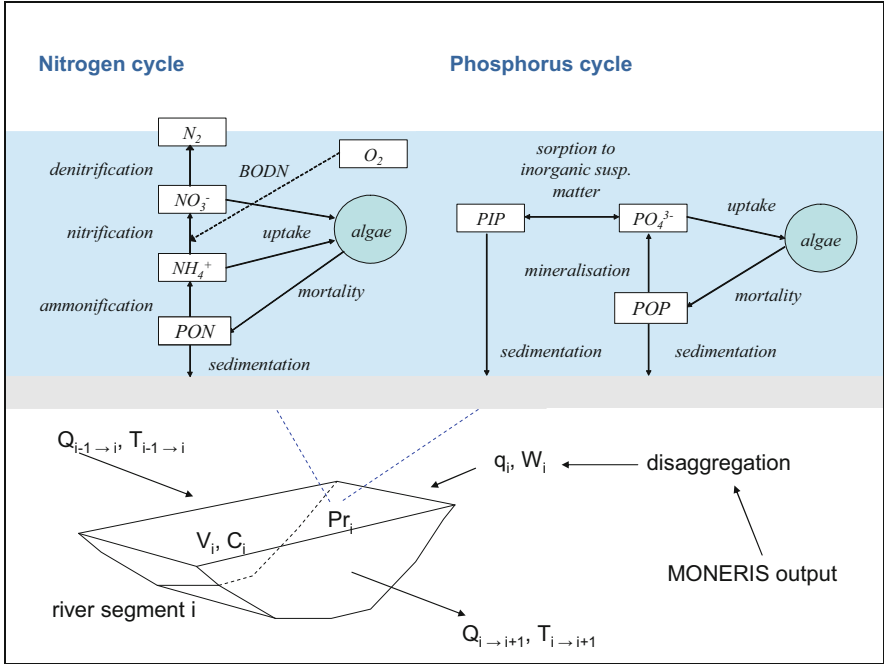 Nitrogen cycle
Phosphorus cycle
N₂
denitrification
BODN
O₂
NO₃⁻
nitrification
uptake
algae
NH₄⁺
ammonification
mortality
PON
sedimentation
sorption to
inorganic susp.
matter
PIP
PO₄³⁻
uptake
algae
mineralisation
mortality
POP
sedimentation
sedimentation
Qᵢ₋₁→ᵢ, Tᵢ₋₁→ᵢ
qᵢ, Wᵢ
disaggregation
Prᵢ
Vᵢ, Cᵢ
MONERIS output
river segment i
Qᵢ→ᵢ₊₁, Tᵢ→ᵢ₊₁